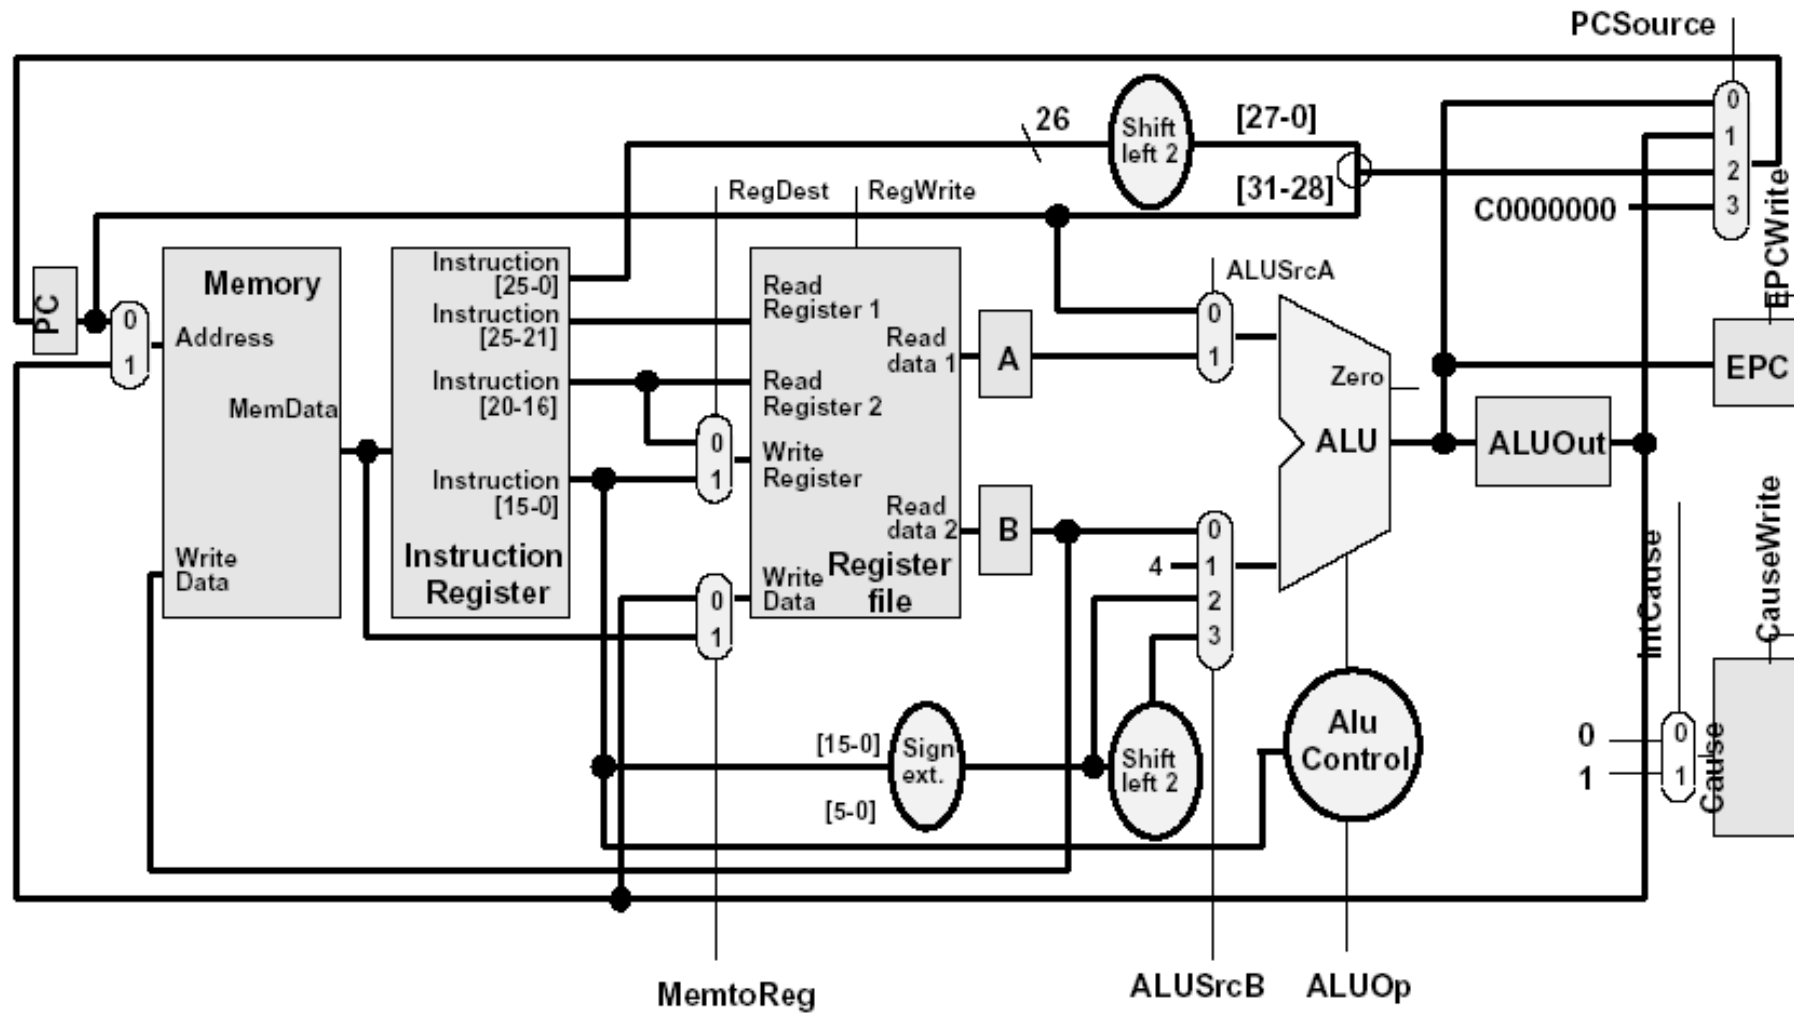 PCSource
26
Shift
left 2
[27-0]
[31-28]
0
1
2
3
C0000000
EPCWrite
RegDest
RegWrite
PC
0
1
Memory
Address
MemData
Write
Data
Instruction
[25-0]
Instruction
[25-21]
Instruction
[20-16]
Instruction
[15-0]
Instruction
Register
0
1
0
1
Read
Register 1
Read
data 1
Read
Register 2
Write
Register
Read
data 2
Write
Data
Register
file
A
B
ALUSrcA
0
1
4
0
1
2
3
Zero
ALU
ALUOut
EPC
IntCause
CauseWrite
0
1
0
1
Cause
[15-0]
[5-0]
Sign
ext.
Shift
left 2
Alu
Control
MemtoReg
ALUSrcB
ALUOp